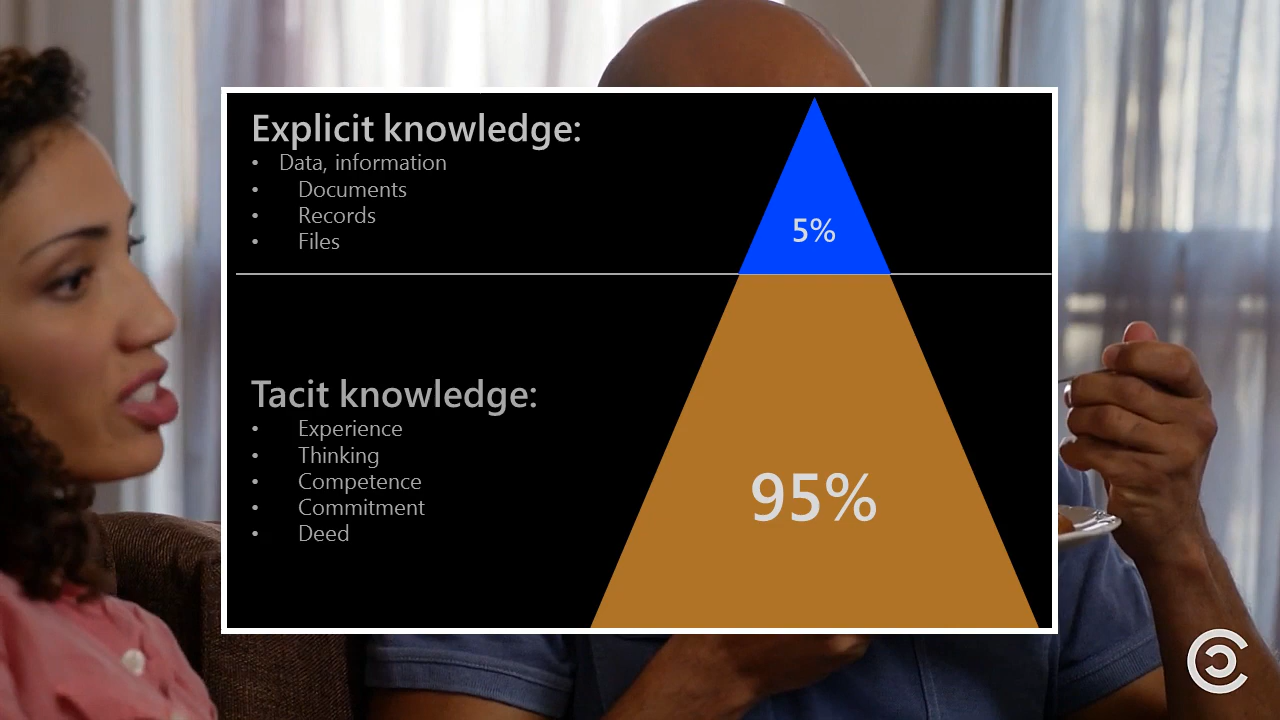 Explicit knowledge:
• Data, information
• Documents
• Records
• Files
5%
Tacit knowledge:
• Experience
• Thinking
• Competence
• Commitment
• Deed
95%